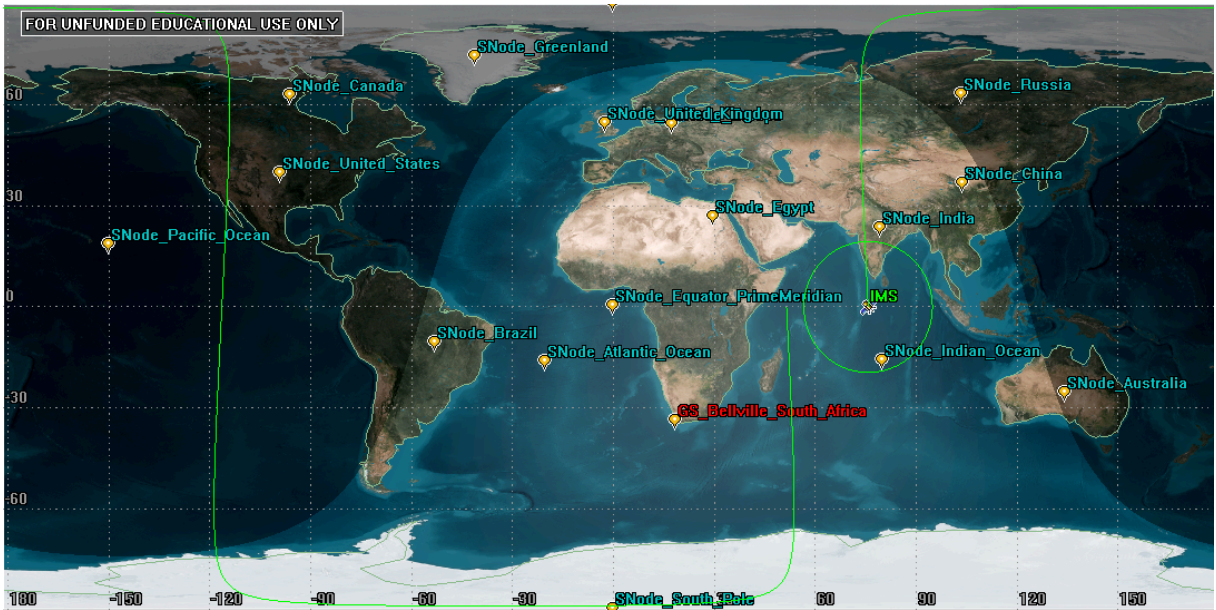 FOR UNFUNDED EDUCATIONAL USE ONLY
SNode_Greenland
SNode_Canada
SNode_Russia
60
SNode_United_Kingdom
SNode_United_States
SNode_China
30
SNode_Egypt
SNode_India
SNode_Pacific_Ocean
0
SNode_Equator_PrimeMeridian
IMS
SNode_Brazil
SNode_Atlantic_Ocean
SNode_Indian_Ocean
SNode_Australia
-30
GS_Bellville_South_Africa
-60
180 -150 -120 -90 -60 -30 30 60 90 120 150
SNode_South_Pole